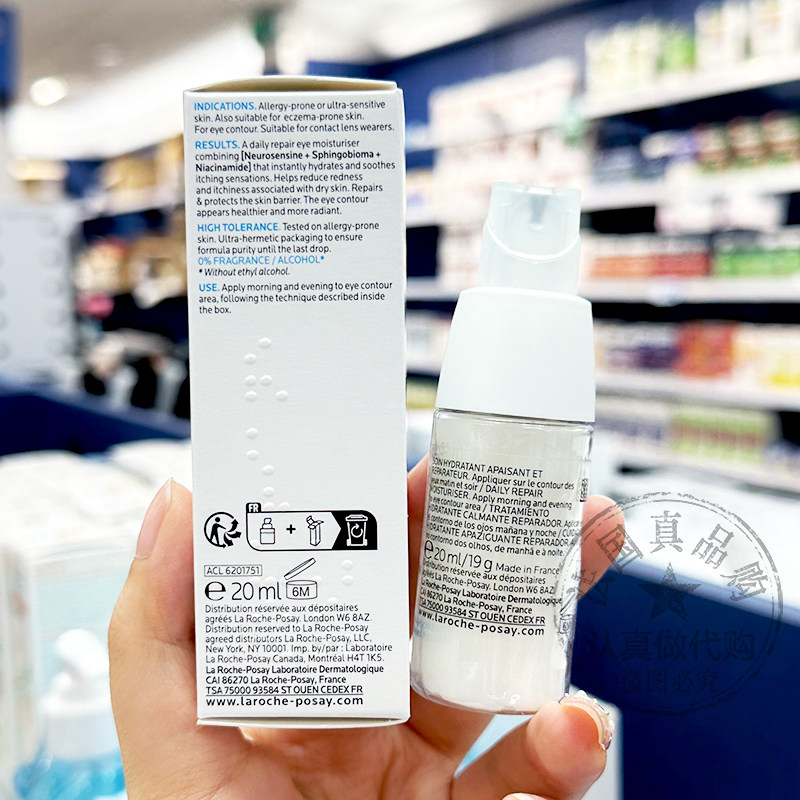 INDICATIONS. Allergy-prone or ultra-sensitive
skin. Also suitable for eczema-prone skin.
For eye contour. Suitable for contact lens wearers.
RESULTS. A daily repair eye moisturiser
combining [Neurosensine + Sphingobioma +
Niacinamide] that instantly hydrates and soothes
itching sensations. Helps reduce redness
and itchiness associated with dry skin. Repairs
& protects the skin barrier. The eye contour
appears healthier and more radiant.
HIGH TOLERANCE. Tested on allergy-prone
skin. Ultra-hermetic packaging to ensure
formula purity until the last drop.
0% FRAGRANCE / ALCOHOL*
* Without ethyl alcohol.
USE. Apply morning and evening to eye contour
area, following the technique described inside
the box.
FR
ACL 6201751
℮ 20 ml 6M
Distribution réservée aux dépositaires
agréés La Roche-Posay. London W6 8AZ.
Distribution reserved to La Roche-Posay
agreed distributors La Roche-Posay, LLC,
New York, NY 10001. Imp. by/par : Laboratoire
La Roche-Posay Canada, Montréal H4T 1K5.
La Roche-Posay Laboratoire Dermatologique
CAI 86270 La Roche-Posay, France
TSA 75000 93584 ST OUEN CEDEX FR
www.laroche-posay.com
SOIN HYDRATANT APAISANT ET
RÉPARATEUR. Appliquer sur le contour des
yeux matin et soir / DAILY REPAIR
MOISTURISER. Apply morning and evening
to eye contour area / TRATAMIENTO
HIDRATANTE CALMANTE REPARADOR.
contorno de los ojos mañana y noche /
HIDRATANTE APAZIGUANTE REPARADOR.
contorno dos olhos, de manhã e à noite.
℮ 20 ml/19 g Made in France
Distribution réservée aux dépositaires
agréés La Roche-Posay.
La Roche-Posay Laboratoire Dermatologique
CAI 86270 La Roche-Posay, France
TSA 75000 93584 ST OUEN CEDEX FR
www.laroche-posay.com
国真品购
认真做代购
盗图必究